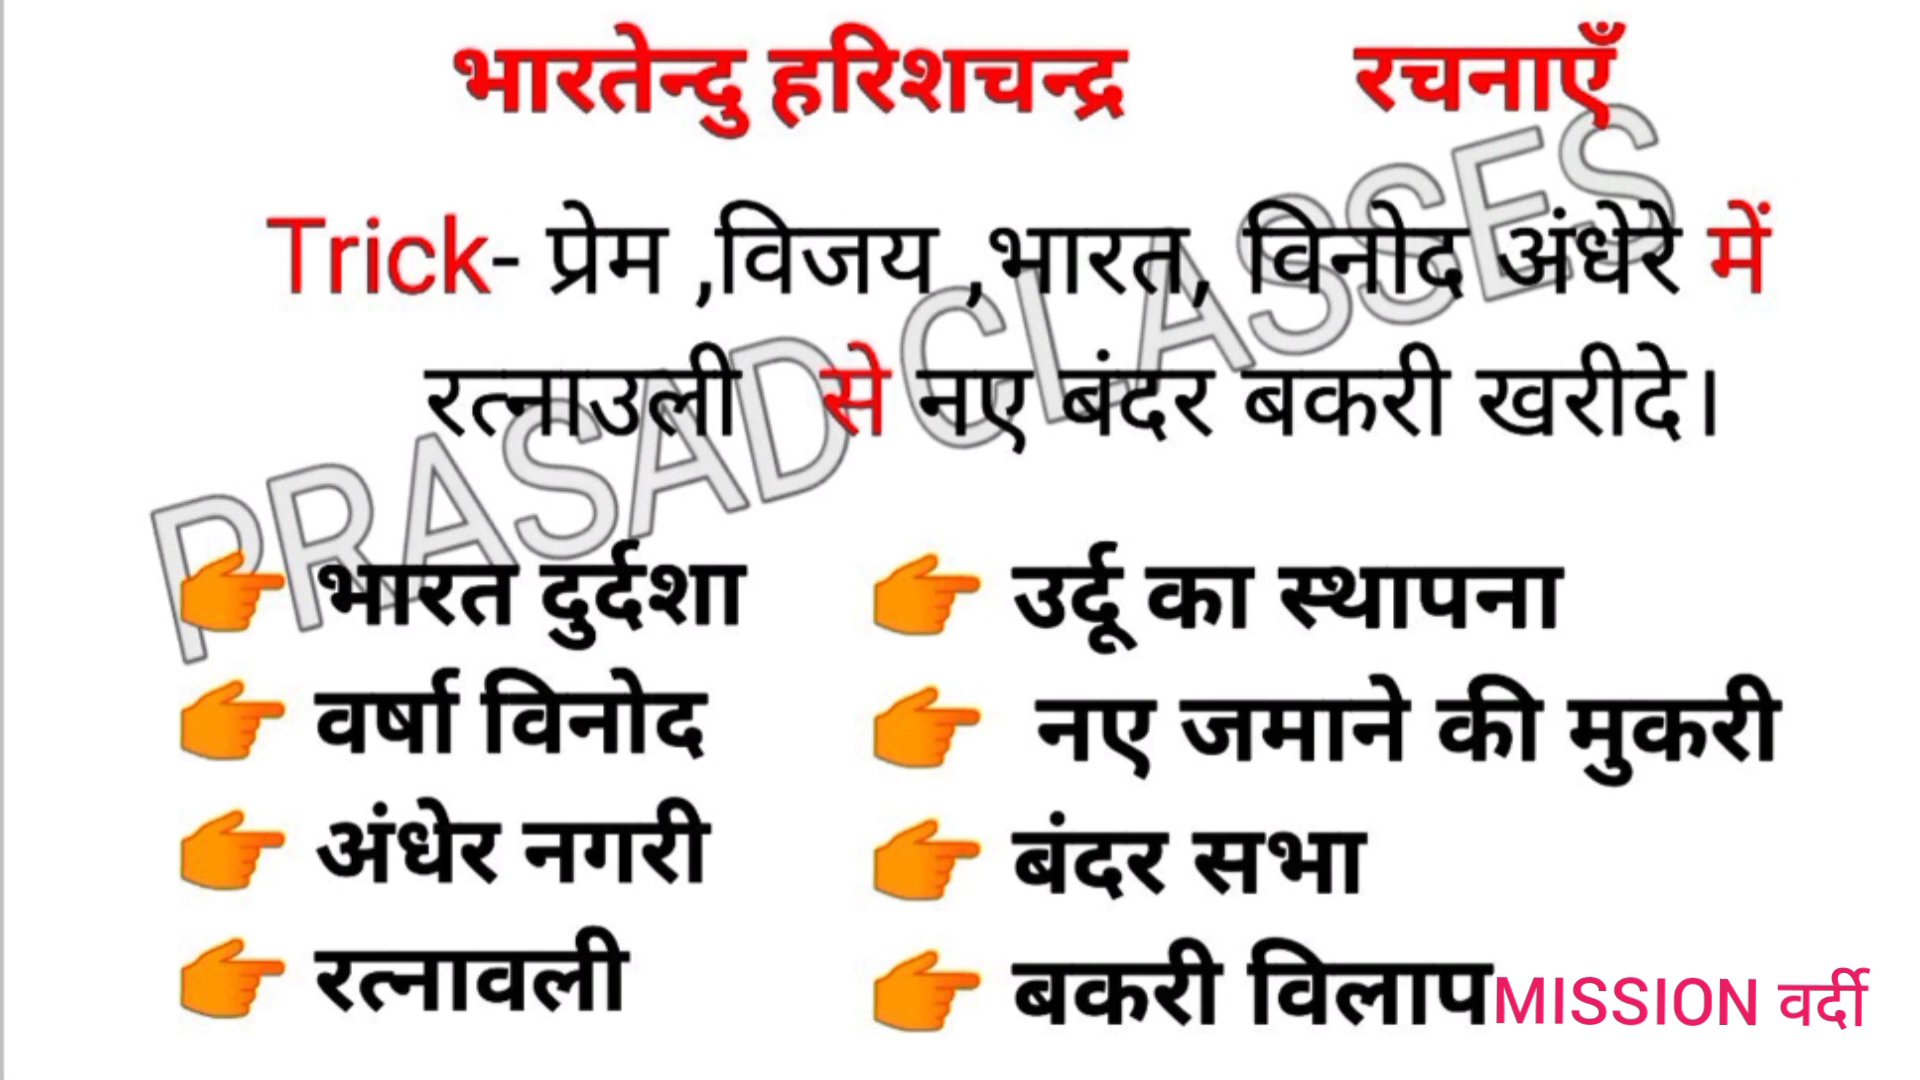 भारतेन्दु हरिशचन्द्र रचनाएँ
Trick- प्रेम ,विजय ,भारत, विनोद अंधेरे में
रत्नाउली से नए बंदर बकरी खरीदे।
PRASAD CLASSES
👉 भारत दुर्दशा
👉 वर्षा विनोद
👉 अंधेर नगरी
👉 रत्नावली
👉 उर्दू का स्थापना
👉 नए जमाने की मुकरी
👉 बंदर सभा
👉 बकरी विलाप
MISSION वर्दी